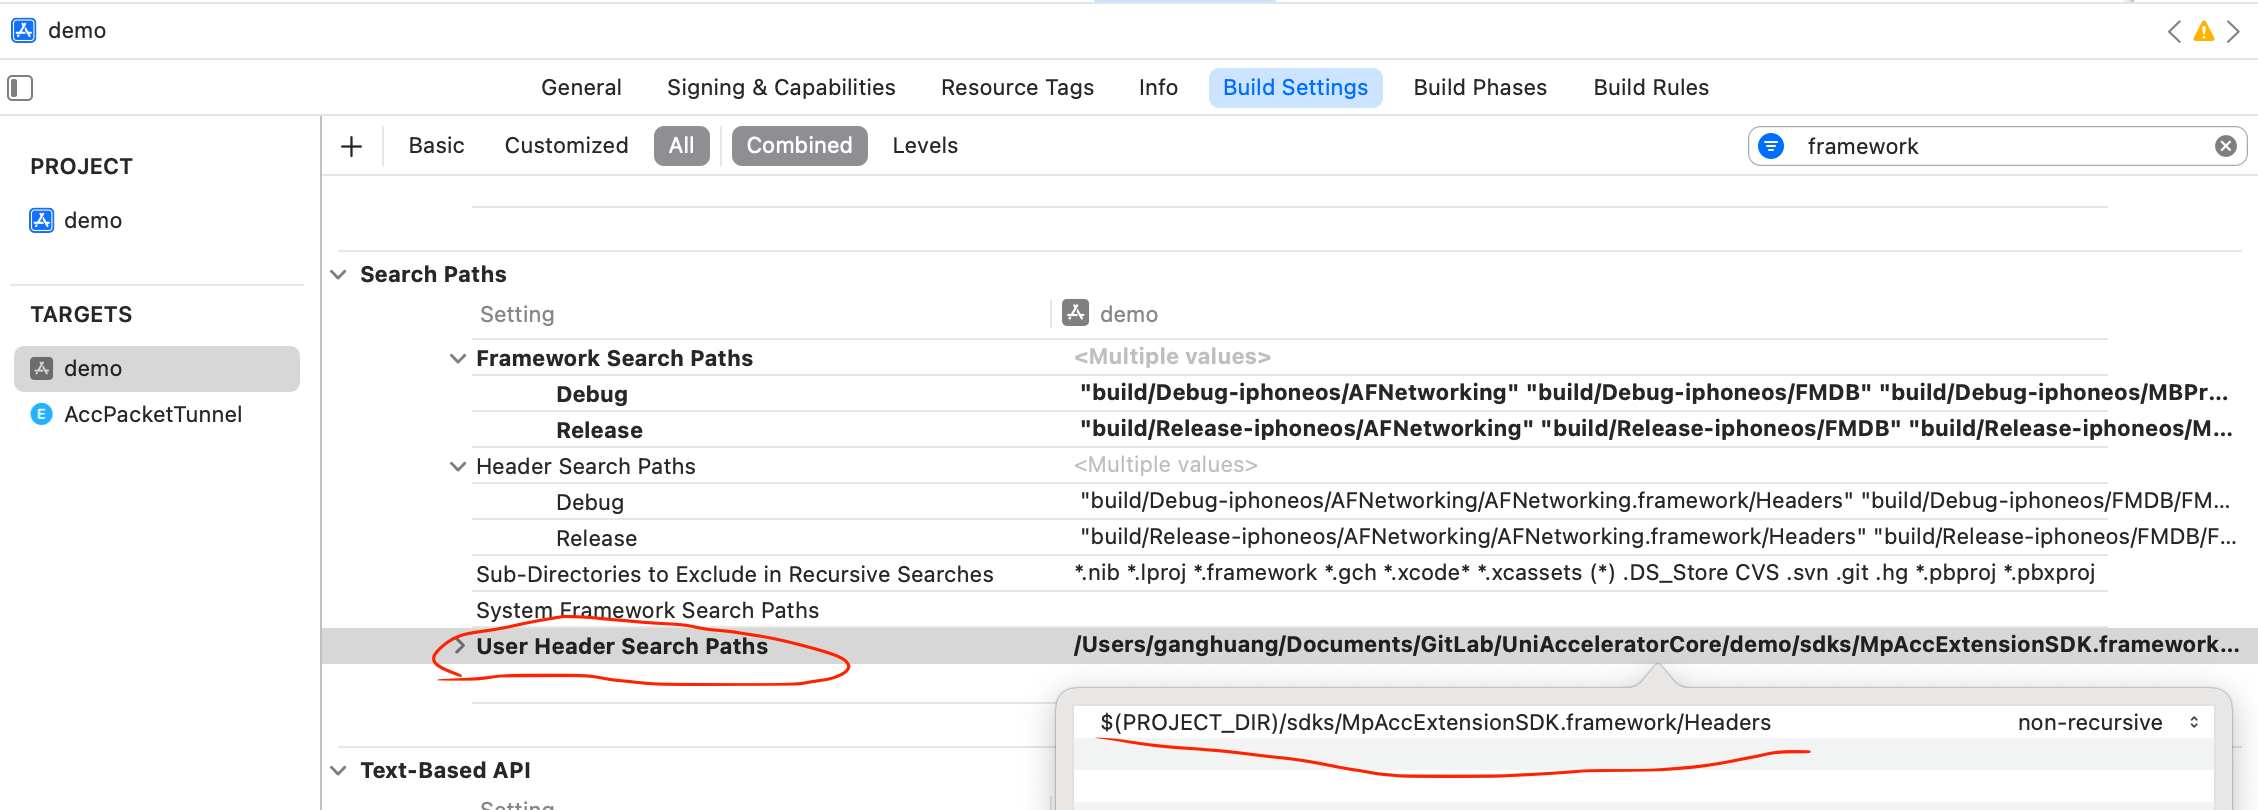 demo
General Signing & Capabilities Resource Tags Info Build Settings Build Phases Build Rules
Basic Customized All Combined Levels framework
PROJECT
demo
TARGETS
demo
E AccPacketTunnel
Search Paths
Setting demo
Framework Search Paths <Multiple values>
Debug "build/Debug-iphoneos/AFNetworking" "build/Debug-iphoneos/FMDB" "build/Debug-iphoneos/MBPr...
Release "build/Release-iphoneos/AFNetworking" "build/Release-iphoneos/FMDB" "build/Release-iphoneos/M...
Header Search Paths <Multiple values>
Debug "build/Debug-iphoneos/AFNetworking/AFNetworking.framework/Headers" "build/Debug-iphoneos/FMDB/FM...
Release "build/Release-iphoneos/AFNetworking/AFNetworking.framework/Headers" "build/Release-iphoneos/FMDB/F...
Sub-Directories to Exclude in Recursive Searches *.nib *.lproj *.framework *.gch *.xcode* *.xcassets (*) .DS_Store CVS .svn .git .hg *.pbproj *.pbxproj
System Framework Search Paths
User Header Search Paths /Users/ganghuang/Documents/GitLab/UniAcceleratorCore/demo/sdks/MpAccExtensionSDK.framework...
$(PROJECT_DIR)/sdks/MpAccExtensionSDK.framework/Headers non-recursive
Text-Based API
Setting